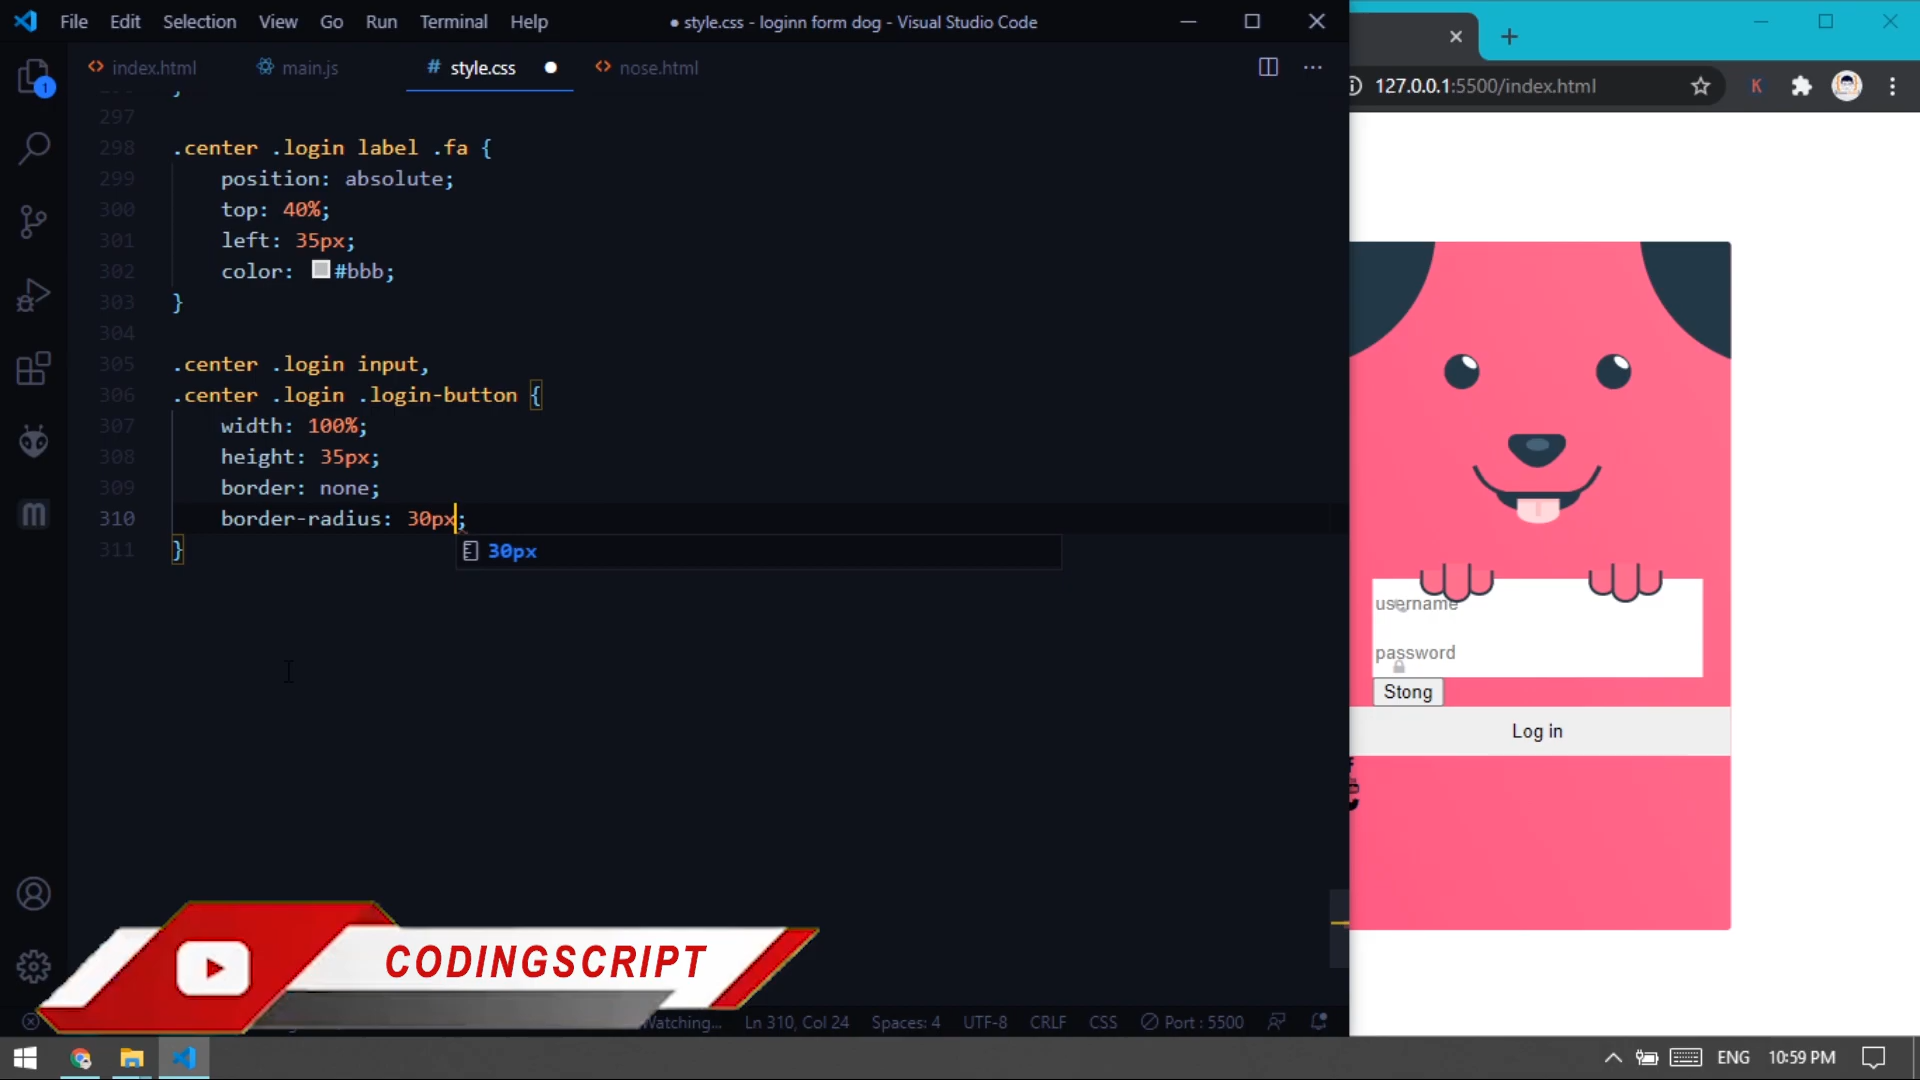 File Edit Selection View Go Run Terminal Help
● style.css - loginn form dog - Visual Studio Code
index.html
main.js
# style.css
nose.html
127.0.0.1:5500/index.html
K
1
297
298 .center .login label .fa {
299 position: absolute;
300 top: 40%;
301 left: 35px;
302 color: #bbb;
303 }
304
305 .center .login input,
306 .center .login .login-button {
307 width: 100%;
308 height: 35px;
309 border: none;
310 border-radius: 30px;
311 }
30px
username
password
Stong
Log in
CODINGSCRIPT
Watching...
Ln 310, Col 24
Spaces: 4
UTF-8
CRLF
CSS
Port : 5500
ENG
10:59 PM